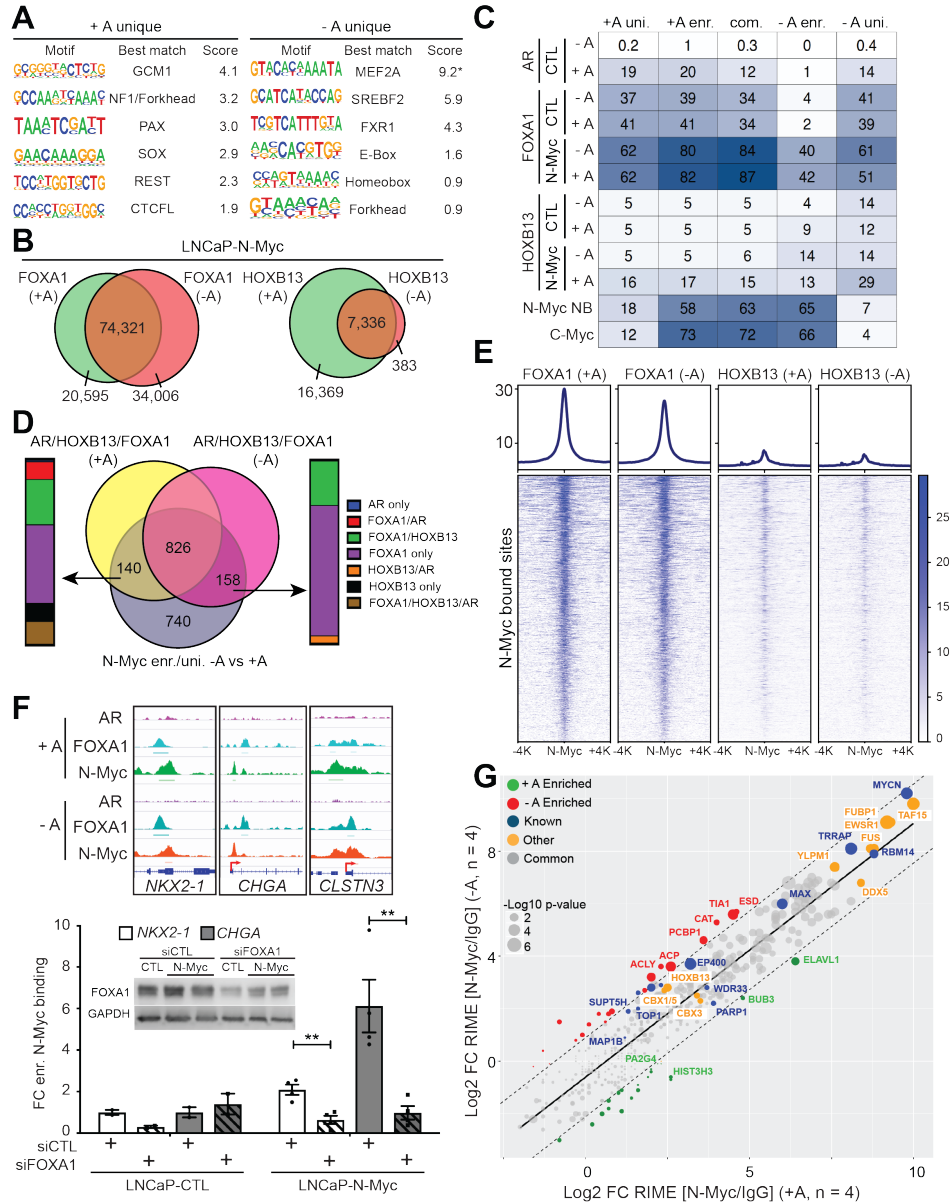 A
+ A unique
- A unique
Motif Best match Score
Motif Best match Score
GCM1 4.1
MEF2A 9.2*
NF1/Forkhead 3.2
SREBF2 5.9
PAX 3.0
FXR1 4.3
SOX 2.9
E-Box 1.6
REST 2.3
Homeobox 0.9
CTCFL 1.9
Forkhead 0.9
B
LNCaP-N-Myc
FOXA1 (+A)
FOXA1 (-A)
74,321
20,595
34,006
HOXB13 (+A)
HOXB13 (-A)
7,336
383
16,369
C
+A uni. +A enr. com. - A enr. - A uni.
AR CTL - A 0.2 1 0.3 0 0.4
+ A 19 20 12 1 14
FOXA1 CTL - A 37 39 34 4 41
+ A 41 41 34 2 39
N-Myc - A 62 80 84 40 61
+ A 62 82 87 42 51
HOXB13 CTL - A 5 5 5 4 14
+ A 5 5 5 9 12
N-Myc - A 5 5 6 14 14
+ A 16 17 15 13 29
N-Myc NB 18 58 63 65 7
C-Myc 12 73 72 66 4
D
AR/HOXB13/FOXA1 (+A)
AR/HOXB13/FOXA1 (-A)
826
140
158
740
N-Myc enr./uni. -A vs +A
AR only
FOXA1/AR
FOXA1/HOXB13
FOXA1 only
HOXB13/AR
HOXB13 only
FOXA1/HOXB13/AR
E
FOXA1 (+A) FOXA1 (-A) HOXB13 (+A) HOXB13 (-A)
30
10
N-Myc bound sites
25
20
15
10
5
0
-4K N-Myc +4K -4K N-Myc +4K -4K N-Myc +4K -4K N-Myc +4K
F
+ A
AR
FOXA1
N-Myc
- A
AR
FOXA1
N-Myc
NKX2-1 CHGA CLSTN3
NKX2-1 CHGA
siCTL siFOXA1
CTL N-Myc CTL N-Myc
FOXA1
GAPDH
**
**
FC enr. N-Myc binding
10
8
6
4
2
0
siCTL + + + +
siFOXA1 + + + +
LNCaP-CTL LNCaP-N-Myc
G
+ A Enriched
- A Enriched
Known
Other
Common
-Log10 p-value
2
4
6
MYCN
TAF15
FUBP1
EWSR1
FUS
TRRAP
RBM14
YLPM1
DDX5
MAX
TIA1
ESD
CAT
PCBP1
ACP
ACLY
EP400
ELAVL1
HOXB13
WDR33
BUB3
CBX1/5
SUPT5H
CBX3
PARP1
TOP1
MAP1B
PA2G4
HIST3H3
Log2 FC RIME [N-Myc/IgG] (-A, n = 4)
8
4
0
0 5 10
Log2 FC RIME [N-Myc/IgG] (+A, n = 4)